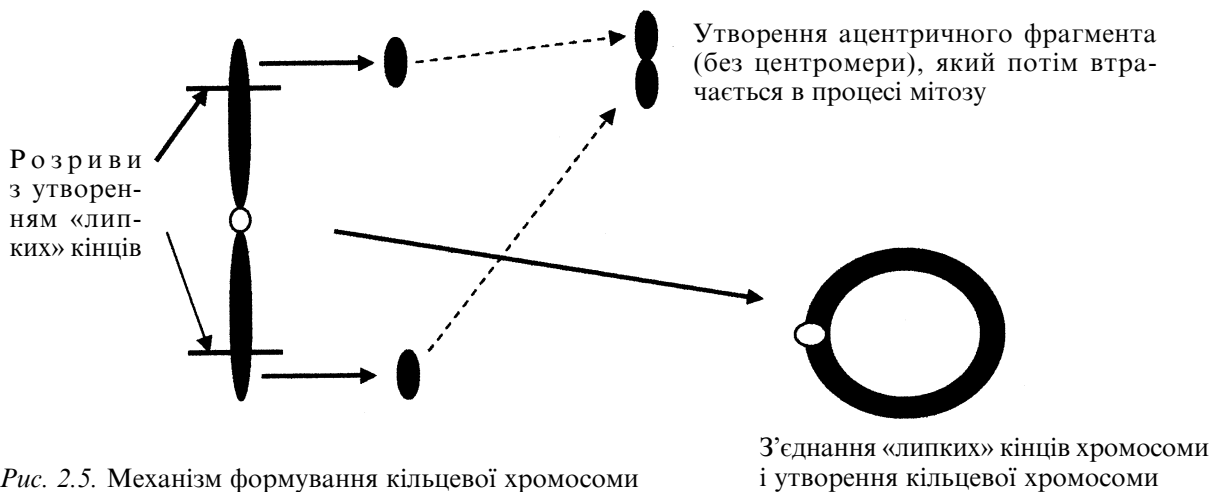 Утворення ацентричного фрагмента
(без центромери), який потім втра-
чається в процесі мітозу
Розриви
з утворен-
ням «лип-
ких» кінців
З’єднання «липких» кінців хромосоми
і утворення кільцевої хромосоми
Рис. 2.5. Механізм формування кільцевої хромосоми